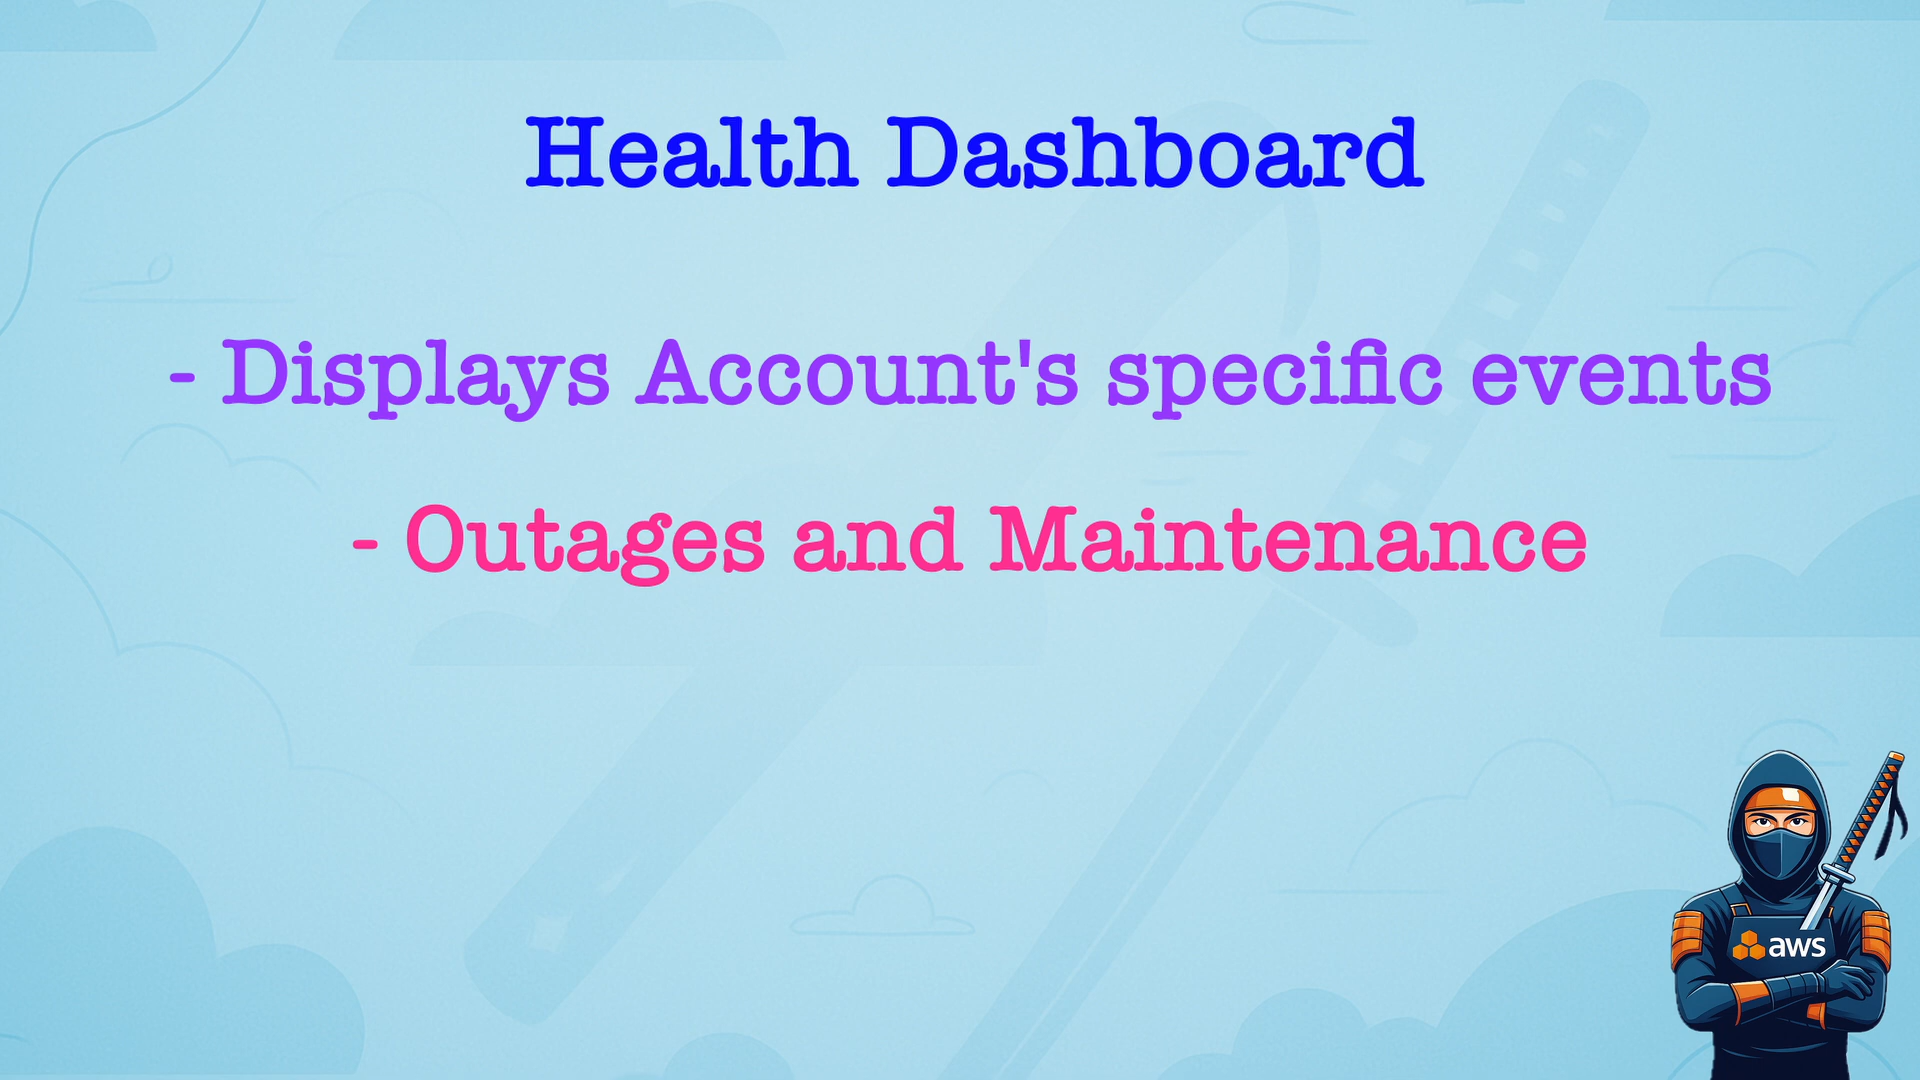 Health Dashboard
- Displays Account's specific events
- Outages and Maintenance
aws